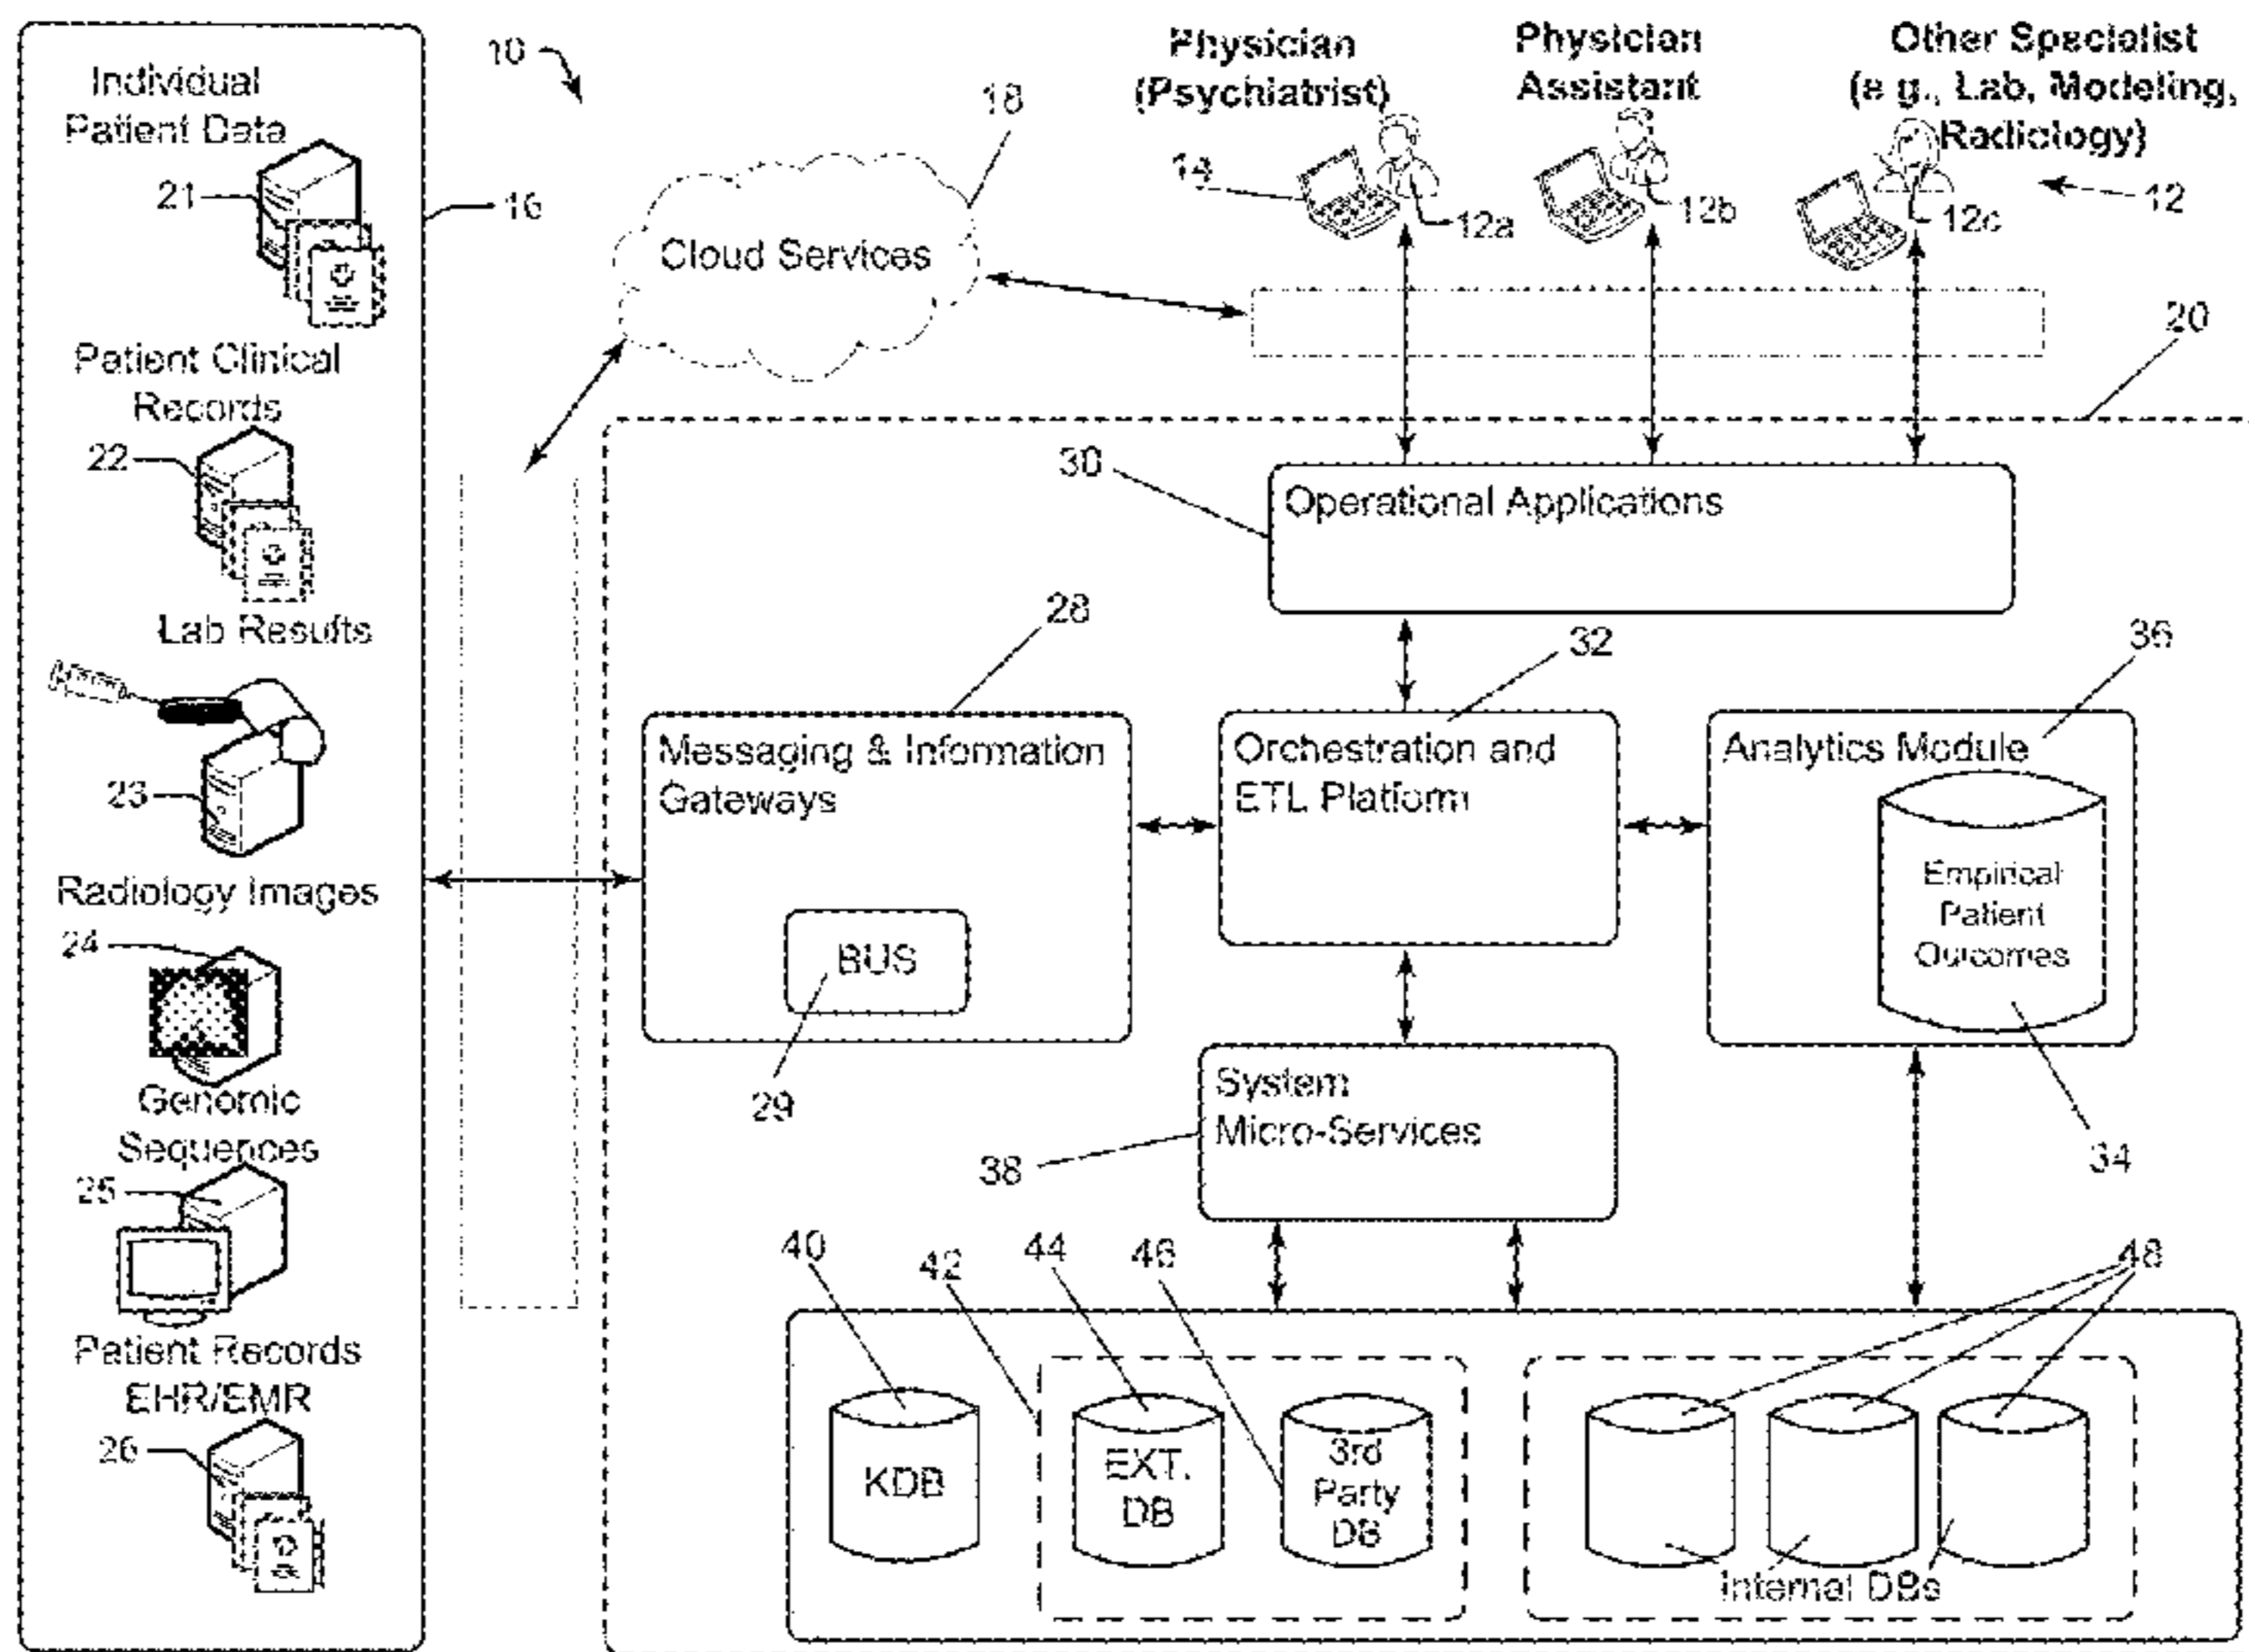 Individual
Patient Data
21
16
Patient Clinical
Records
22
Lab Results
23
Radiology Images
24
Genomic
Sequences
25
Patient Records
EHR/EMR
26
10
18
Cloud Services
Physician
(Psychiatrist)
14
12a
Physician
Assistant
12b
Other Specialist
(e.g., Lab, Modeling,
Radiology)
12c
12
20
30
Operational Applications
28
Messaging & Information
Gateways
BUS
29
32
Orchestration and
ETL Platform
36
Analytics Module
Empirical
Patient
Outcomes
34
System
Micro-Services
38
40
42
44
46
48
KDB
EXT.
DB
3rd
Party
DB
Internal DBs